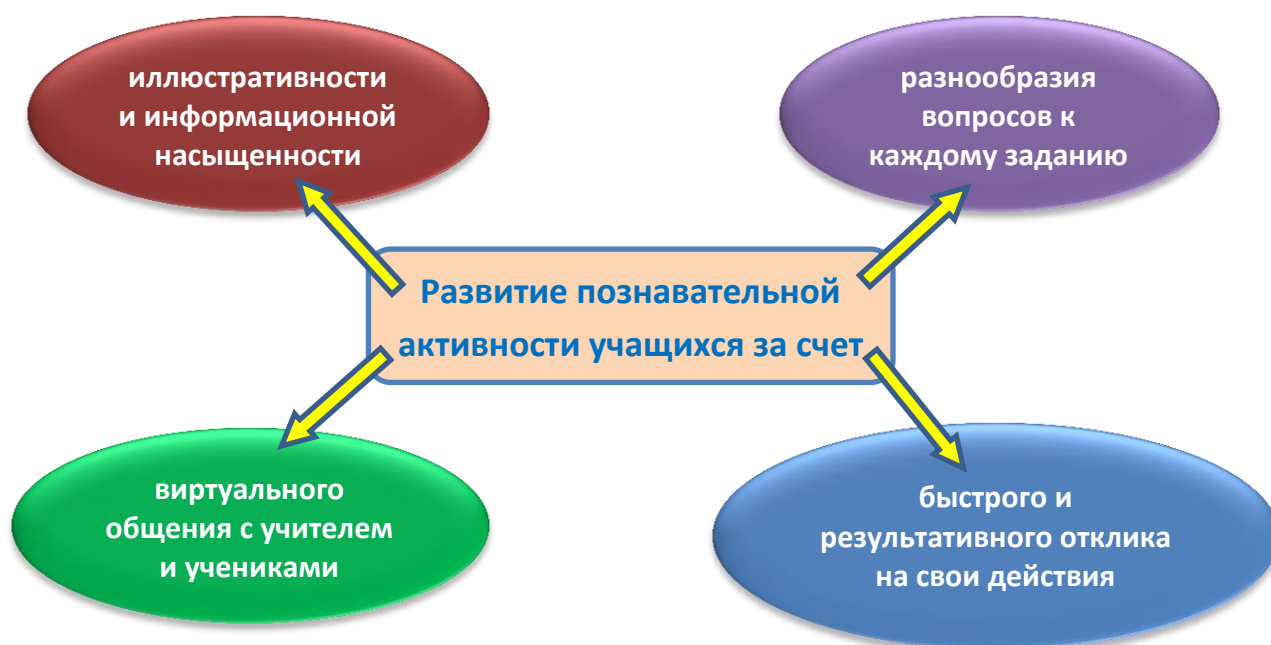 иллюстративности
и информационной
насыщенности
разнообразия
вопросов к
каждому заданию
Развитие познавательной
активности учащихся за счет
виртуального
общения с учителем
и учениками
быстрого и
результативного отклика
на свои действия